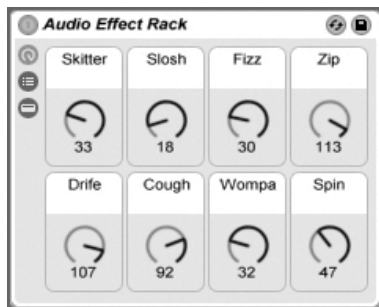 Audio Effect Rack
Skitter Slosh Fizz Zip
33 18 30 113
Drife Cough Wompa Spin
107 92 32 47